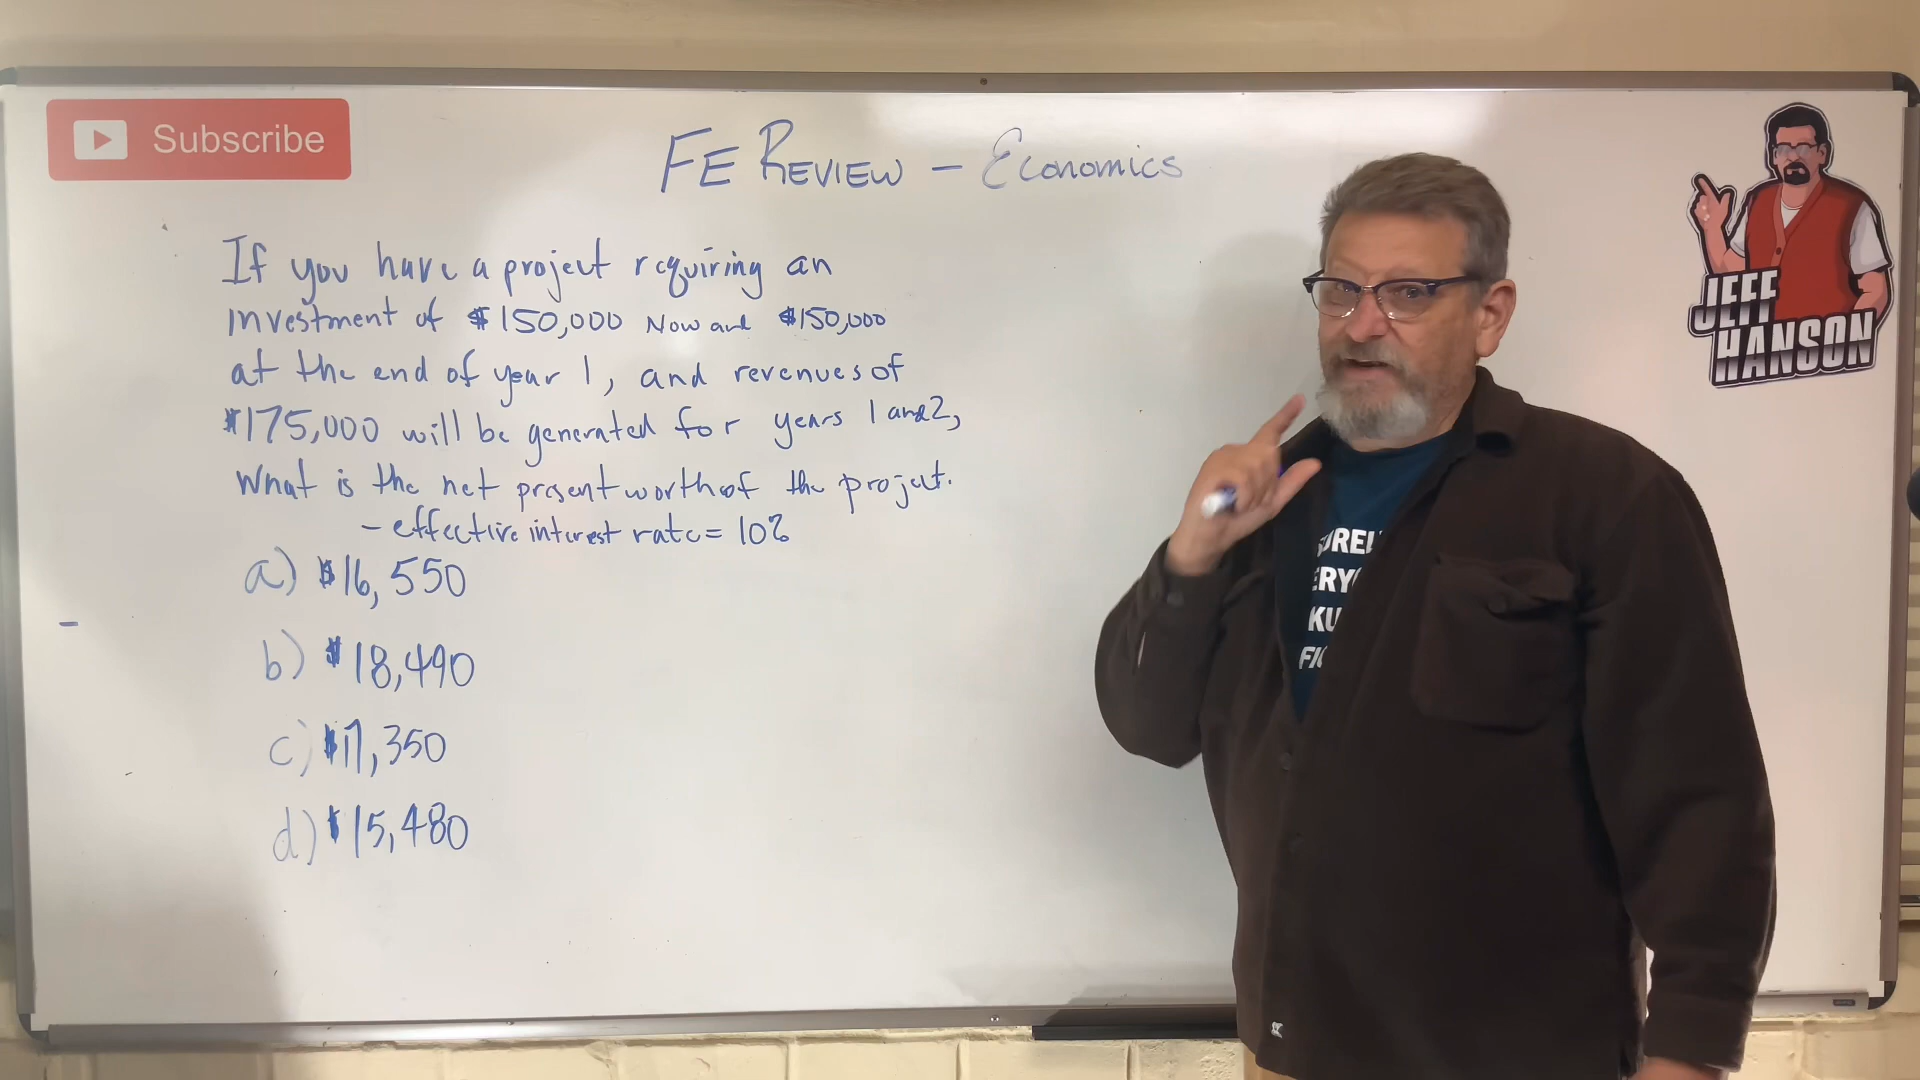 Subscribe
FE REVIEW - Economics
If you have a project requiring an
investment of $150,000 Now and $150,000
at the end of year 1, and revenues of
$175,000 will be generated for years 1 and 2,
What is the net present worth of the project.
- effective interest rate = 10%
a) $16,550
b) $18,490
c) $17,350
d) $15,480
JEFF
HANSON